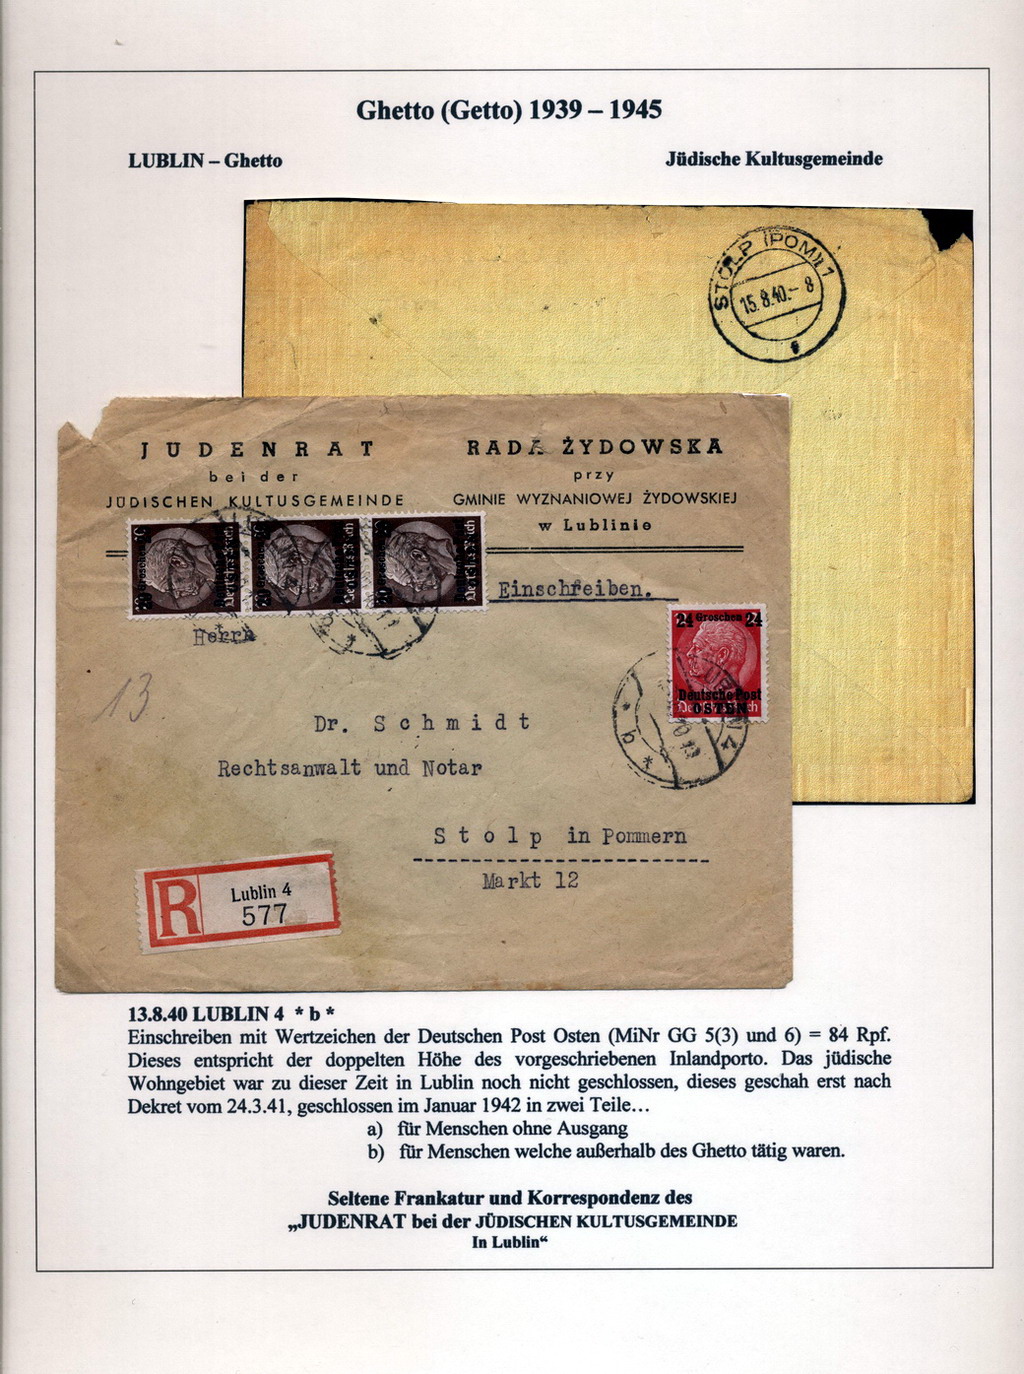 Ghetto (Getto) 1939 – 1945
LUBLIN – Ghetto
Jüdische Kultusgemeinde
STOLP (POM) 1
15.8.40.- 8
JUDENRAT
bei der
JÜDISCHEN KULTUSGEMEINDE
RADA ŻYDOWSKA
przy
GMINIE WYZNANIOWEJ ŻYDOWSKIEJ
w Lublinie
Einschreiben.
Herrn
24 Groschen 24
Deutsche Post
OSTEN
* b *
13
Dr. Schmidt
Rechtsanwalt und Notar
Stolp in Pommern
Markt 12
R
Lublin 4
577
13.8.40 LUBLIN 4 * b *
Einschreiben mit Wertzeichen der Deutschen Post Osten (MiNr GG 5(3) und 6) = 84 Rpf.
Dieses entspricht der doppelten Höhe des vorgeschriebenen Inlandporto. Das jüdische
Wohngebiet war zu dieser Zeit in Lublin noch nicht geschlossen, dieses geschah erst nach
Dekret vom 24.3.41, geschlossen im Januar 1942 in zwei Teile…
a) für Menschen ohne Ausgang
b) für Menschen welche außerhalb des Ghetto tätig waren.
Seltene Frankatur und Korrespondenz des
„JUDENRAT bei der JÜDISCHEN KULTUSGEMEINDE
In Lublin“